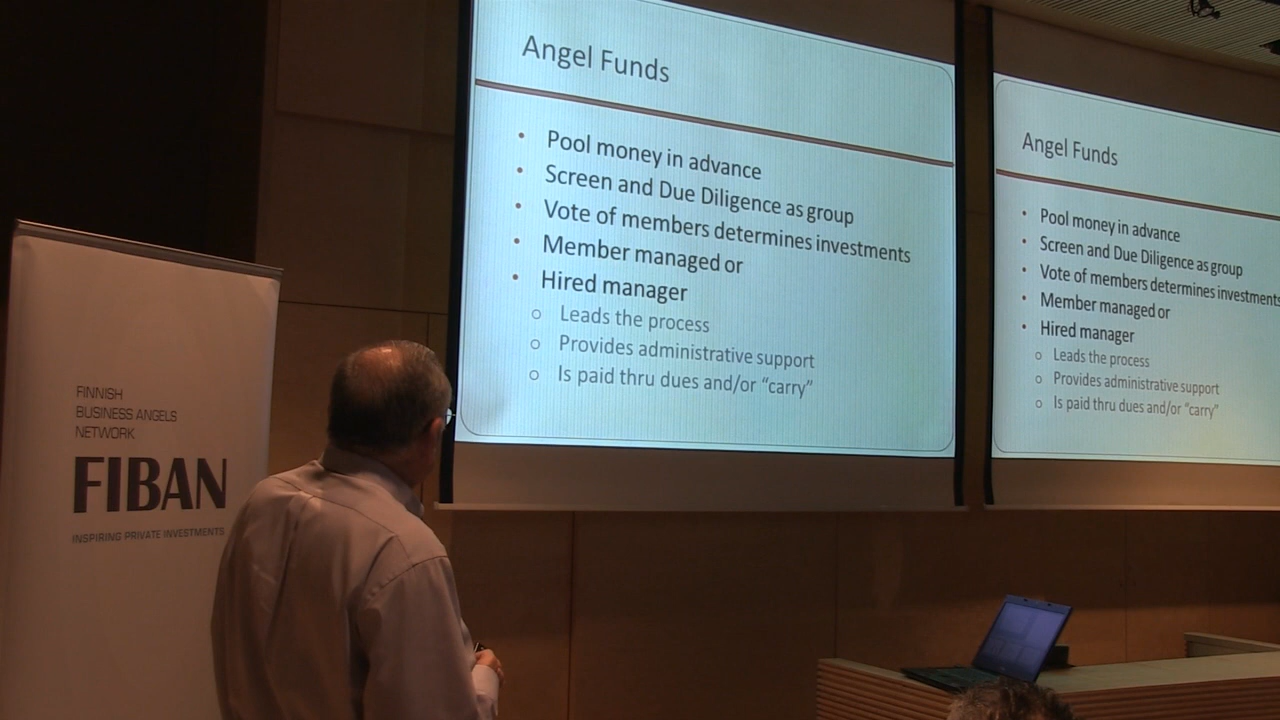 Angel Funds
• Pool money in advance
• Screen and Due Diligence as group
• Vote of members determines investments
• Member managed or
• Hired manager
o Leads the process
o Provides administrative support
o Is paid thru dues and/or “carry”
Angel Funds
• Pool money in advance
• Screen and Due Diligence as group
• Vote of members determines investments
• Member managed or
• Hired manager
o Leads the process
o Provides administrative support
o Is paid thru dues and/or “carry”
FINNISH
BUSINESS ANGELS
NETWORK
FIBAN
INSPIRING PRIVATE INVESTMENTS